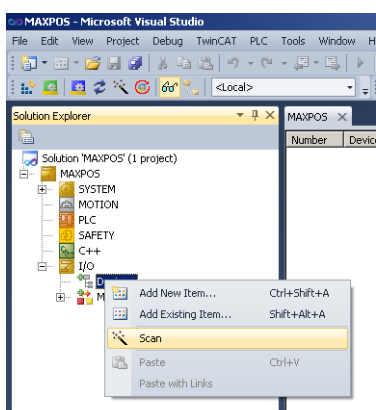 MAXPOS - Microsoft Visual Studio
File Edit View Project Debug TwinCAT PLC Tools Window
<Local>
Solution Explorer
MAXPOS
Number
Solution 'MAXPOS' (1 project)
MAXPOS
SYSTEM
MOTION
PLC
SAFETY
C++
I/O
Add New Item... Ctrl+Shift+A
Add Existing Item... Shift+Alt+A
Scan
Paste Ctrl+V
Paste with Links